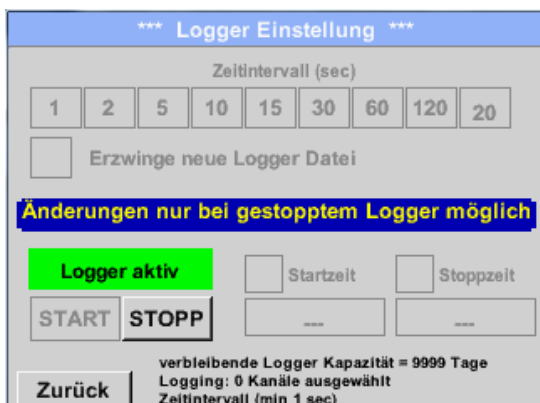 *** Logger Einstellung ***
Zeitintervall (sec)
1 2 5 10 15 30 60 120 20
Erzwinge neue Logger Datei
Änderungen nur bei gestopptem Logger möglich
Logger aktiv
Startzeit
Stoppzeit
START STOPP --- ---
verbleibende Logger Kapazität = 9999 Tage
Logging: 0 Kanäle ausgewählt
Zeitintervall (min 1 sec)
Zurück